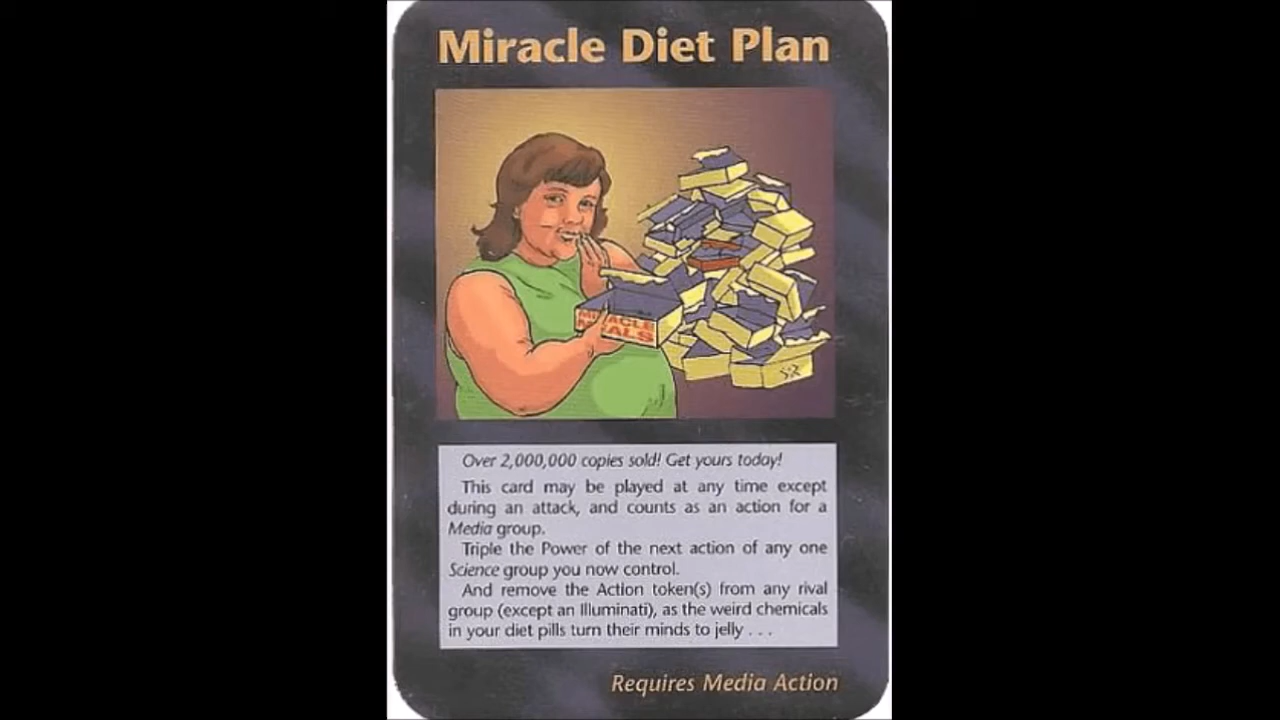 Miracle Diet Plan
MIRACLE
MEALS
SR
Over 2,000,000 copies sold! Get yours today!
This card may be played at any time except
during an attack, and counts as an action for a
Media group.
Triple the Power of the next action of any one
Science group you now control.
And remove the Action token(s) from any rival
group (except an Illuminati), as the weird chemicals
in your diet pills turn their minds to jelly . . .
Requires Media Action